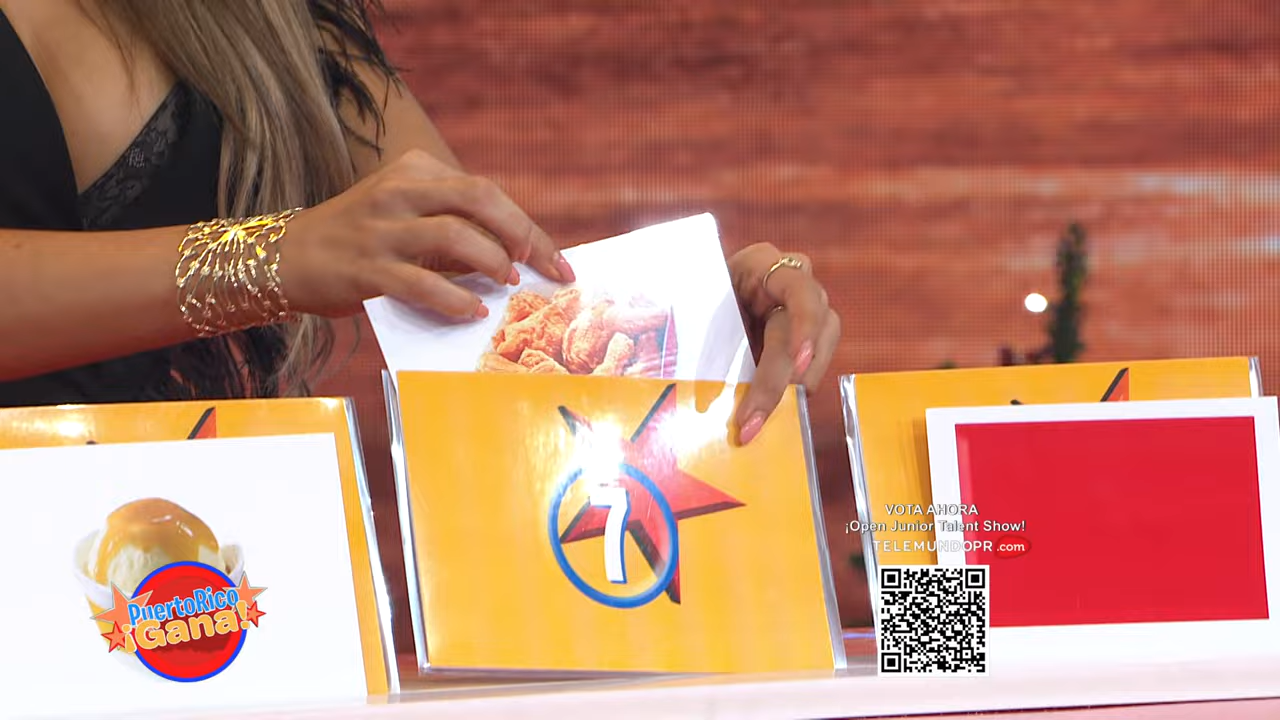 7
VOTA AHORA
¡Open Junior Talent Show!
TELEMUNDOPR.com
PuertoRico
¡Gana!